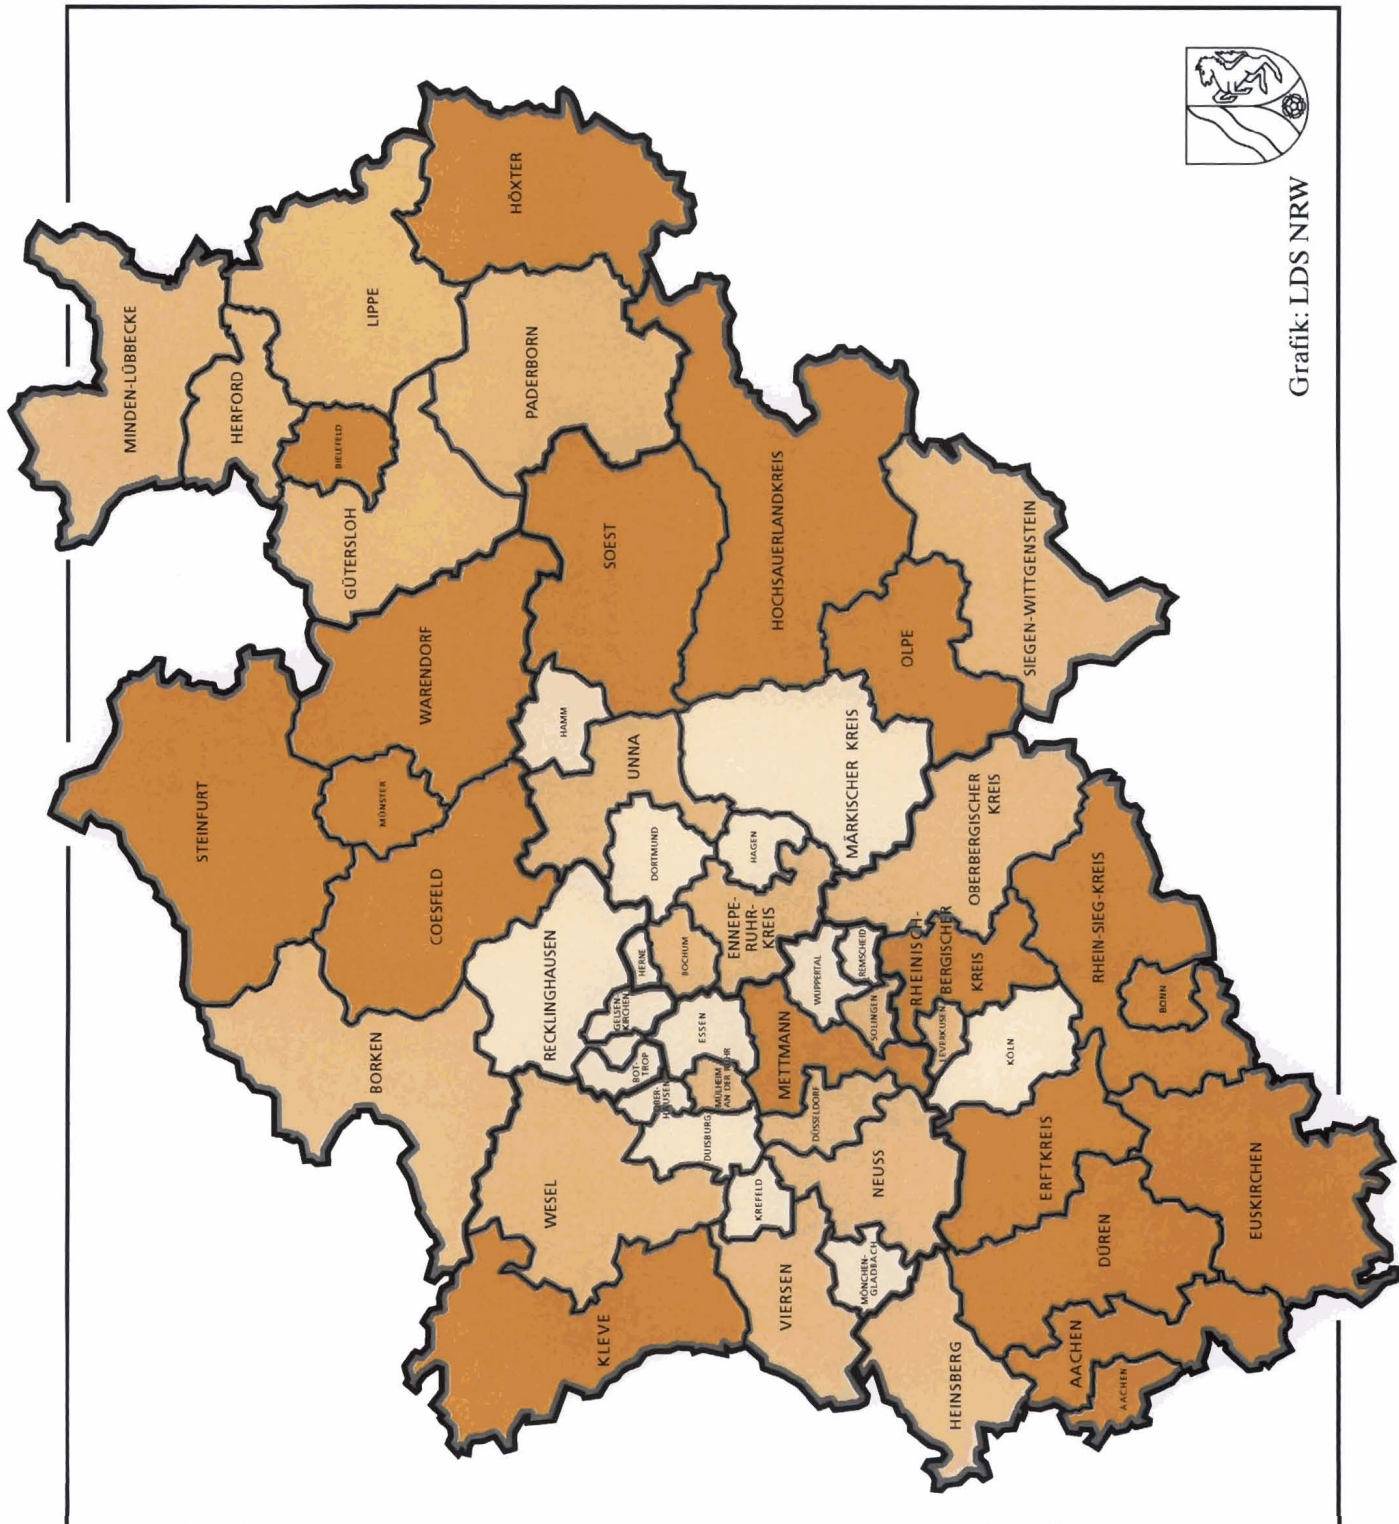 MINDEN-LÜBBECKE
HERFORD
LIPPE
HÖXTER
BIELEFELD
GÜTERSLOH
PADERBORN
STEINFURT
WARENDORF
MÜNSTER
SOEST
COESFELD
HAMM
UNNA
HOCHSAUERLANDKREIS
OLPE
SIEGEN-WITTGENSTEIN
BORKEN
RECKLINGHAUSEN
DORTMUND
HAGEN
MÄRKISCHER KREIS
HERNE
BOCHUM
ENNEPE-
RUHR-
KREIS
GELSEN-
KIRCHEN
BOT-
TROP
ESSEN
OBER-
HAUSEN
MÜLHEIM
AN DER RUHR
DUISBURG
WESEL
KLEVE
KREFELD
VIERSEN
METTMANN
WUPPERTAL
REMSCHEID
SOLINGEN
OBERBERGISCHER
KREIS
RHEINISCH-
BERGISCHER
KREIS
LEVERKUSEN
DÜSSELDORF
NEUSS
MÖNCHEN-
GLADBACH
HEINSBERG
KÖLN
ERFTKREIS
RHEIN-SIEG-KREIS
BONN
DÜREN
EUSKIRCHEN
AACHEN
AACHEN
Grafik: LDS NRW